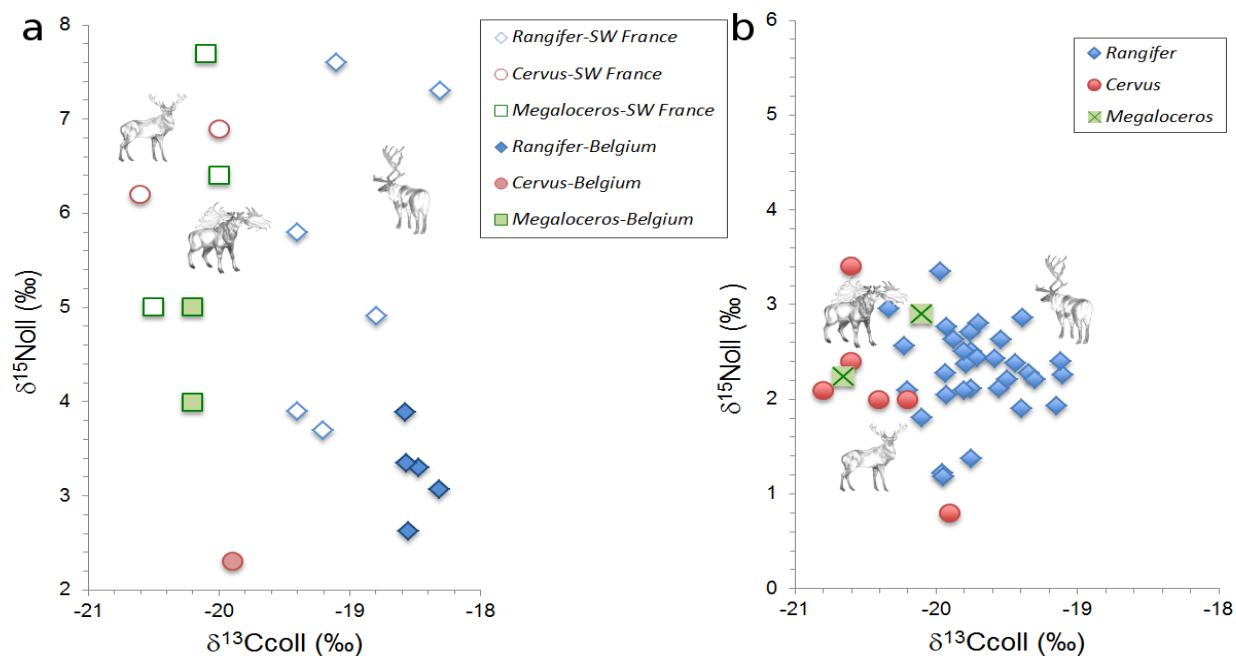 a
8
7
6
5
4
3
2
δ¹⁵Noll (‰)
-21 -20 -19 -18
δ¹³Ccoll (‰)
Rangifer-SW France
Cervus-SW France
Megaloceros-SW France
Rangifer-Belgium
Cervus-Belgium
Megaloceros-Belgium
b
6
5
4
3
2
1
0
δ¹⁵Noll (‰)
-21 -20 -19 -18
δ¹³Ccoll (‰)
Rangifer
Cervus
Megaloceros